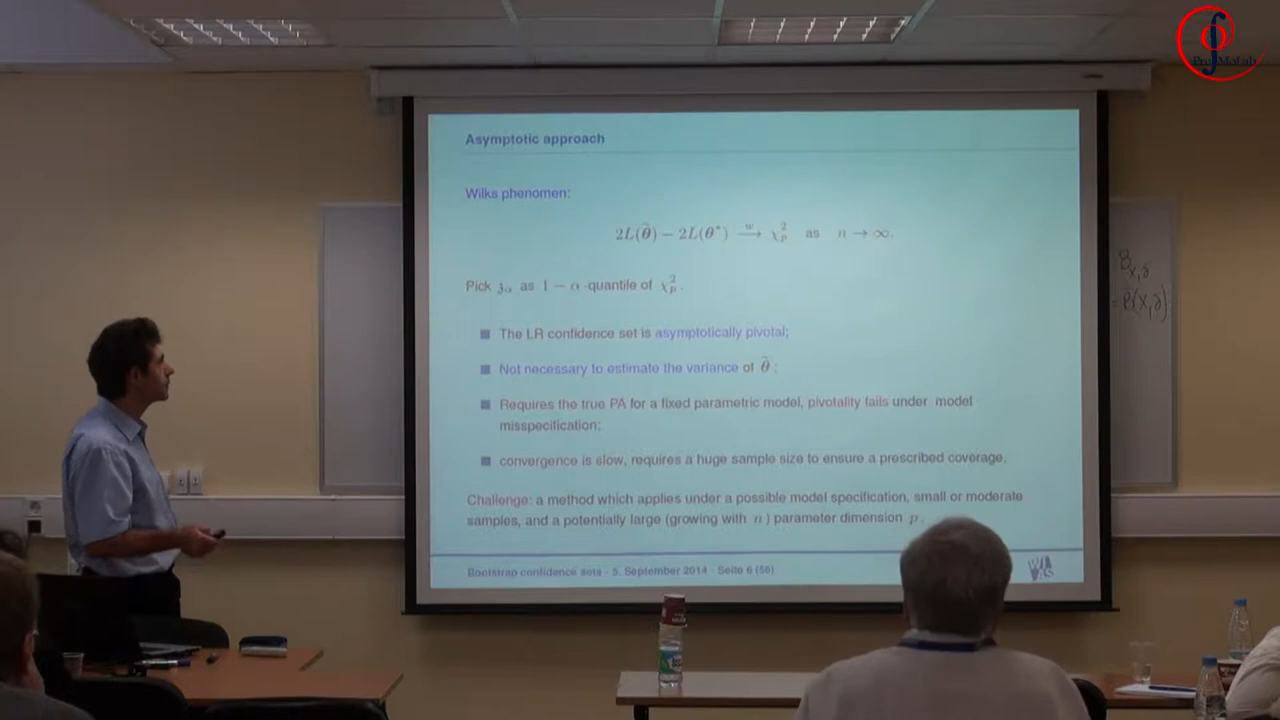 PreMoLab
Asymptotic approach
Wilks phenomen:
2L(θ̃) − 2L(θ*) —w→ χ²ₚ as n → ∞.
Pick 𝔷α as 1 − α-quantile of χ²ₚ.
■ The LR confidence set is asymptotically pivotal;
■ Not necessary to estimate the variance of θ̃;
■ Requires the true PA for a fixed parametric model, pivotality fails under model
misspecification;
■ convergence is slow, requires a huge sample size to ensure a prescribed coverage.
Challenge: a method which applies under a possible model specification, small or moderate
samples, and a potentially large (growing with n) parameter dimension p.
Bootstrap confidence sets · 5. September 2014 · Seite 6 (56)
WIAS